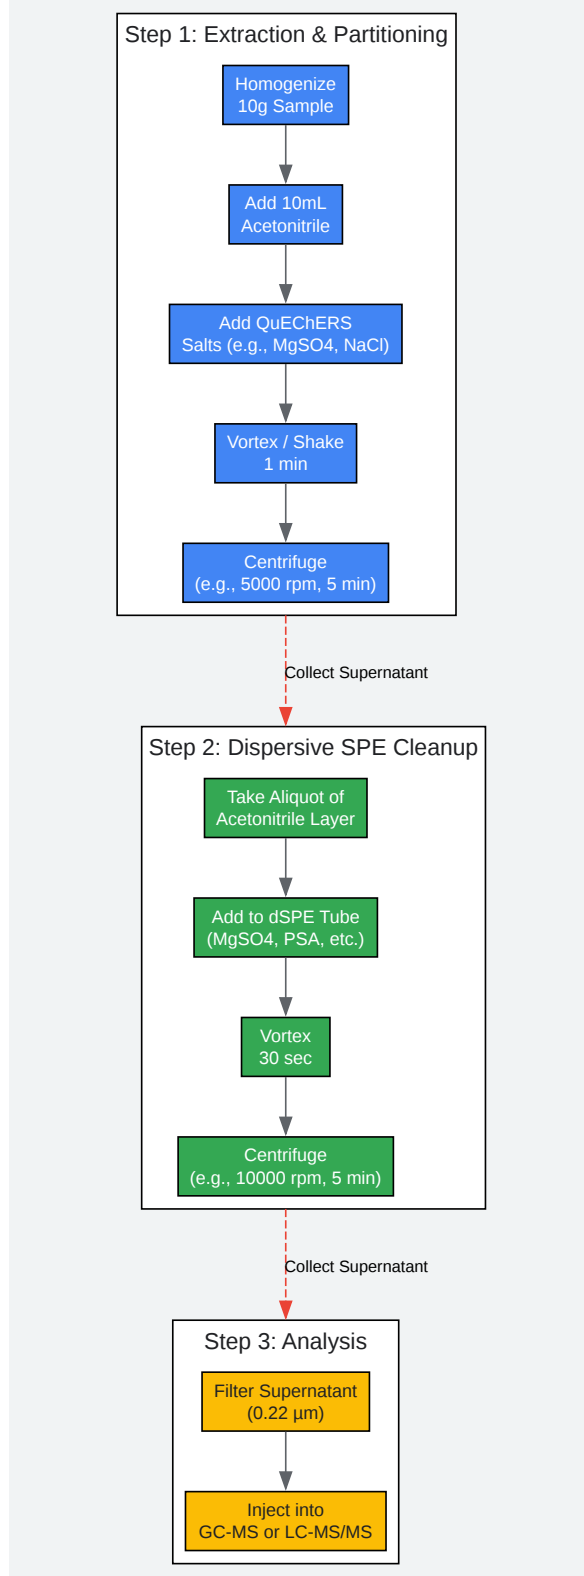 Step 1: Extraction & Partitioning
Homogenize
10g Sample
Add 10mL
Acetonitrile
Add QuEChERS
Salts (e.g., MgSO4, NaCl)
Vortex / Shake
1 min
Centrifuge
(e.g., 5000 rpm, 5 min)
Collect Supernatant
Step 2: Dispersive SPE Cleanup
Take Aliquot of
Acetonitrile Layer
Add to dSPE Tube
(MgSO4, PSA, etc.)
Vortex
30 sec
Centrifuge
(e.g., 10000 rpm, 5 min)
Collect Supernatant
Step 3: Analysis
Filter Supernatant
(0.22 µm)
Inject into
GC-MS or LC-MS/MS